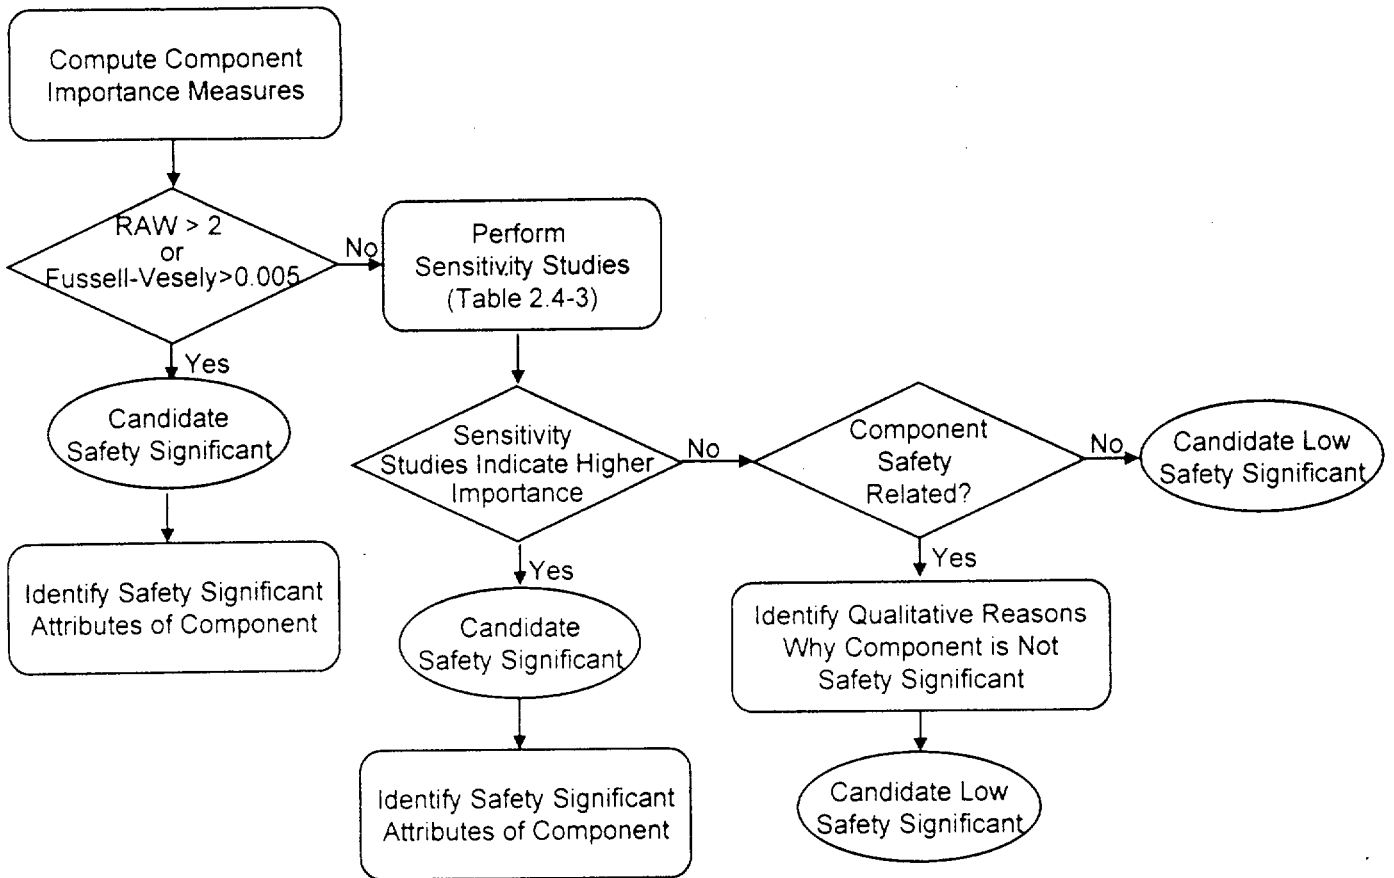 Compute Component
Importance Measures
RAW > 2
or
Fussell-Vesely>0.005
No
Perform
Sensitivity Studies
(Table 2.4-3)
Yes
Candidate
Safety Significant
Identify Safety Significant
Attributes of Component
Sensitivity
Studies Indicate Higher
Importance
No
Component
Safety
Related?
No
Candidate Low
Safety Significant
Yes
Candidate
Safety Significant
Identify Safety Significant
Attributes of Component
Yes
Identify Qualitative Reasons
Why Component is Not
Safety Significant
Candidate Low
Safety Significant